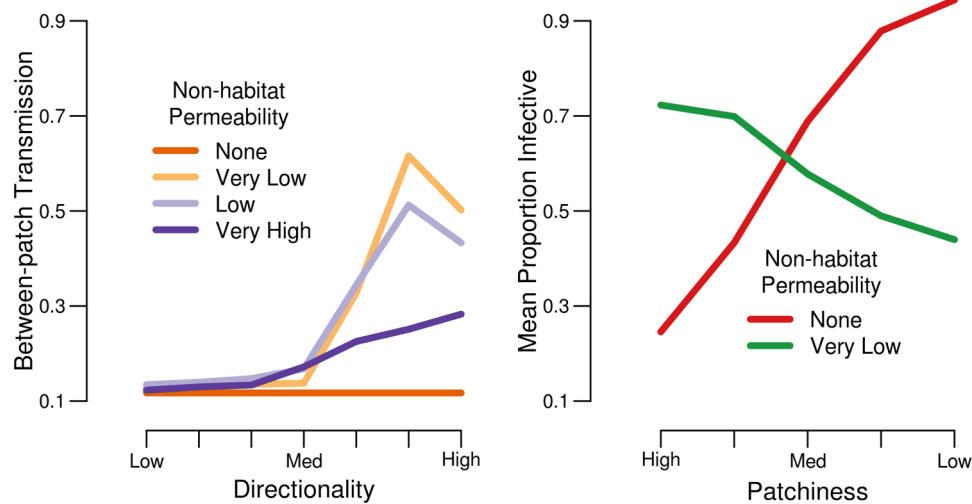 Between-patch Transmission
0.9
0.7
0.5
0.3
0.1
Non-habitat
Permeability
None
Very Low
Low
Very High
Low
Med
High
Directionality
Mean Proportion Infective
0.9
0.7
0.5
0.3
0.1
Non-habitat
Permeability
None
Very Low
High
Med
Low
Patchiness